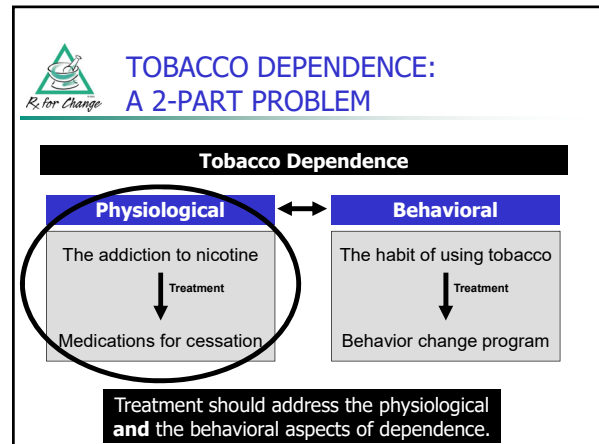 Rx for Change
TOBACCO DEPENDENCE:
A 2-PART PROBLEM
Tobacco Dependence
Physiological
The addiction to nicotine
Treatment
Medications for cessation
Behavioral
The habit of using tobacco
Treatment
Behavior change program
Treatment should address the physiological
and the behavioral aspects of dependence.